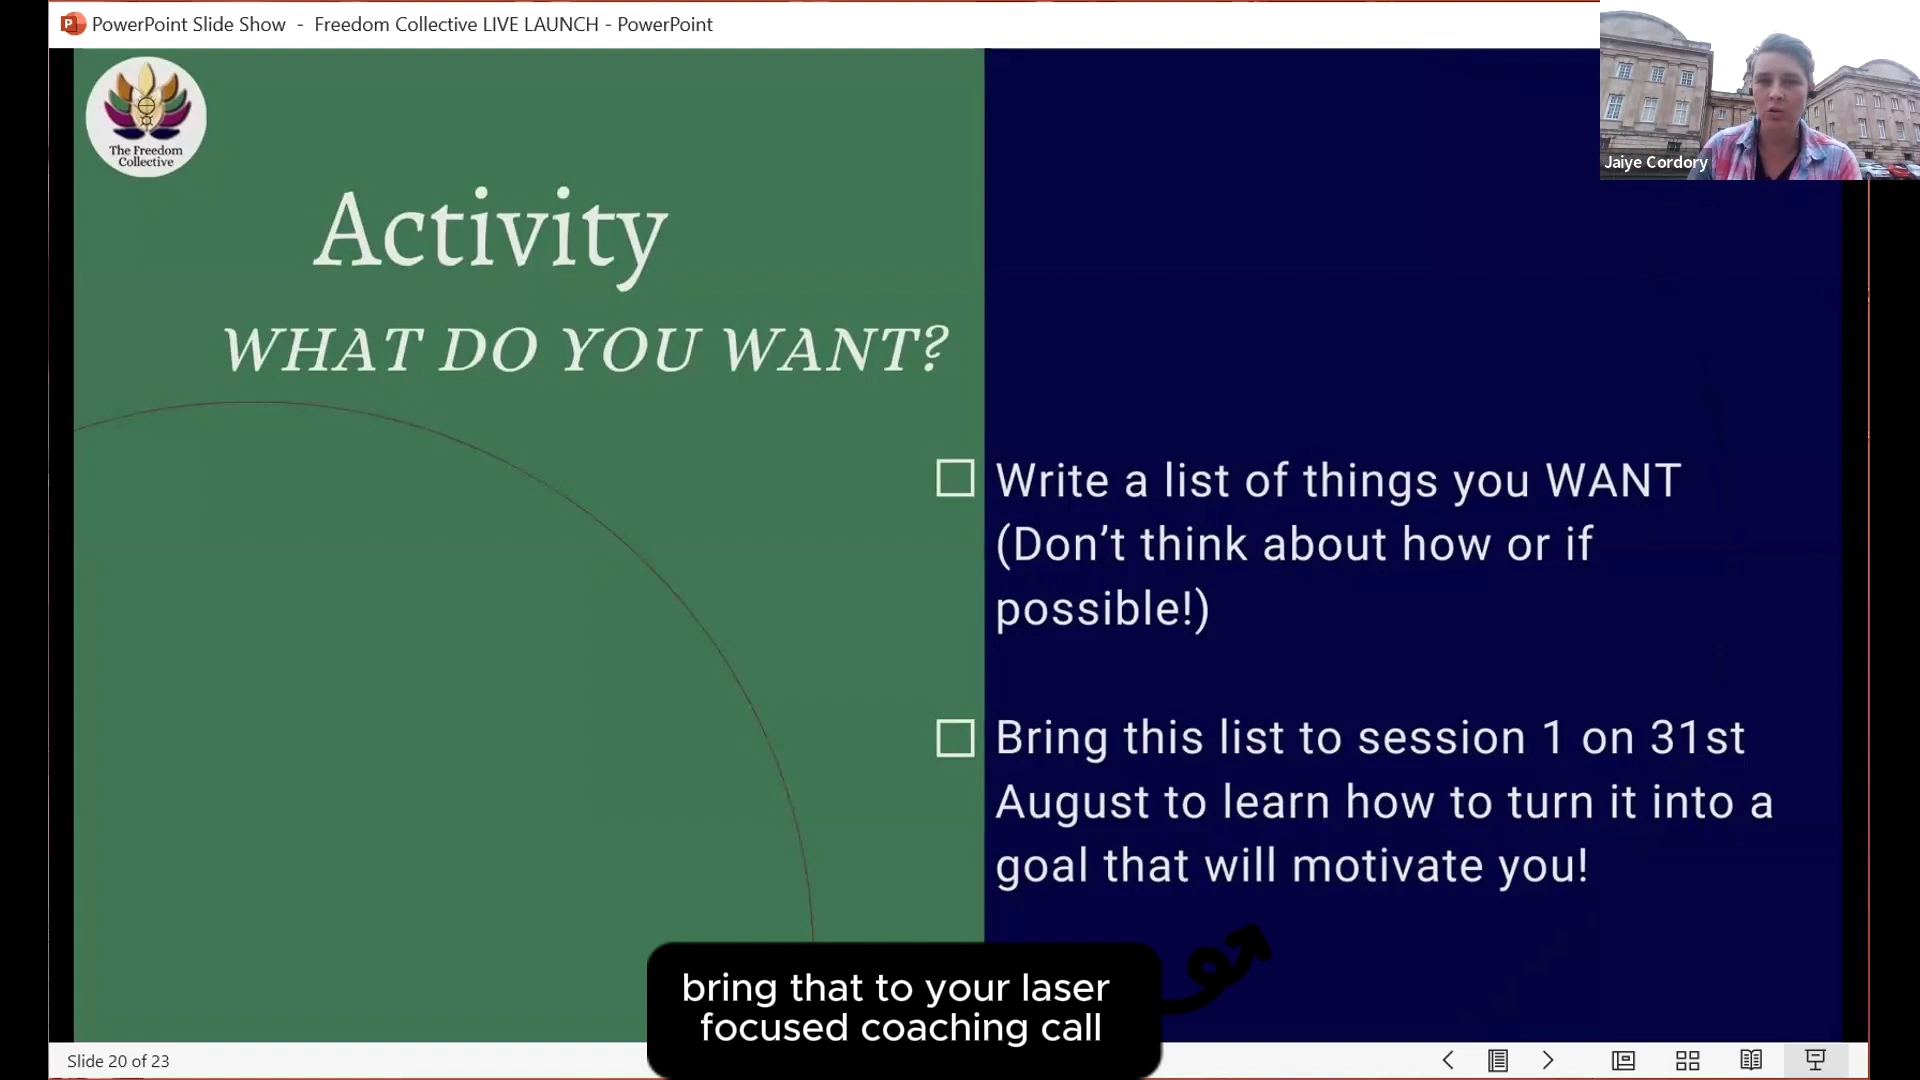 PowerPoint Slide Show - Freedom Collective LIVE LAUNCH - PowerPoint
The Freedom
Collective
Jaiye Cordory
Activity
WHAT DO YOU WANT?
Write a list of things you WANT
(Don’t think about how or if
possible!)
Bring this list to session 1 on 31st
August to learn how to turn it into a
goal that will motivate you!
bring that to your laser
focused coaching call
Slide 20 of 23